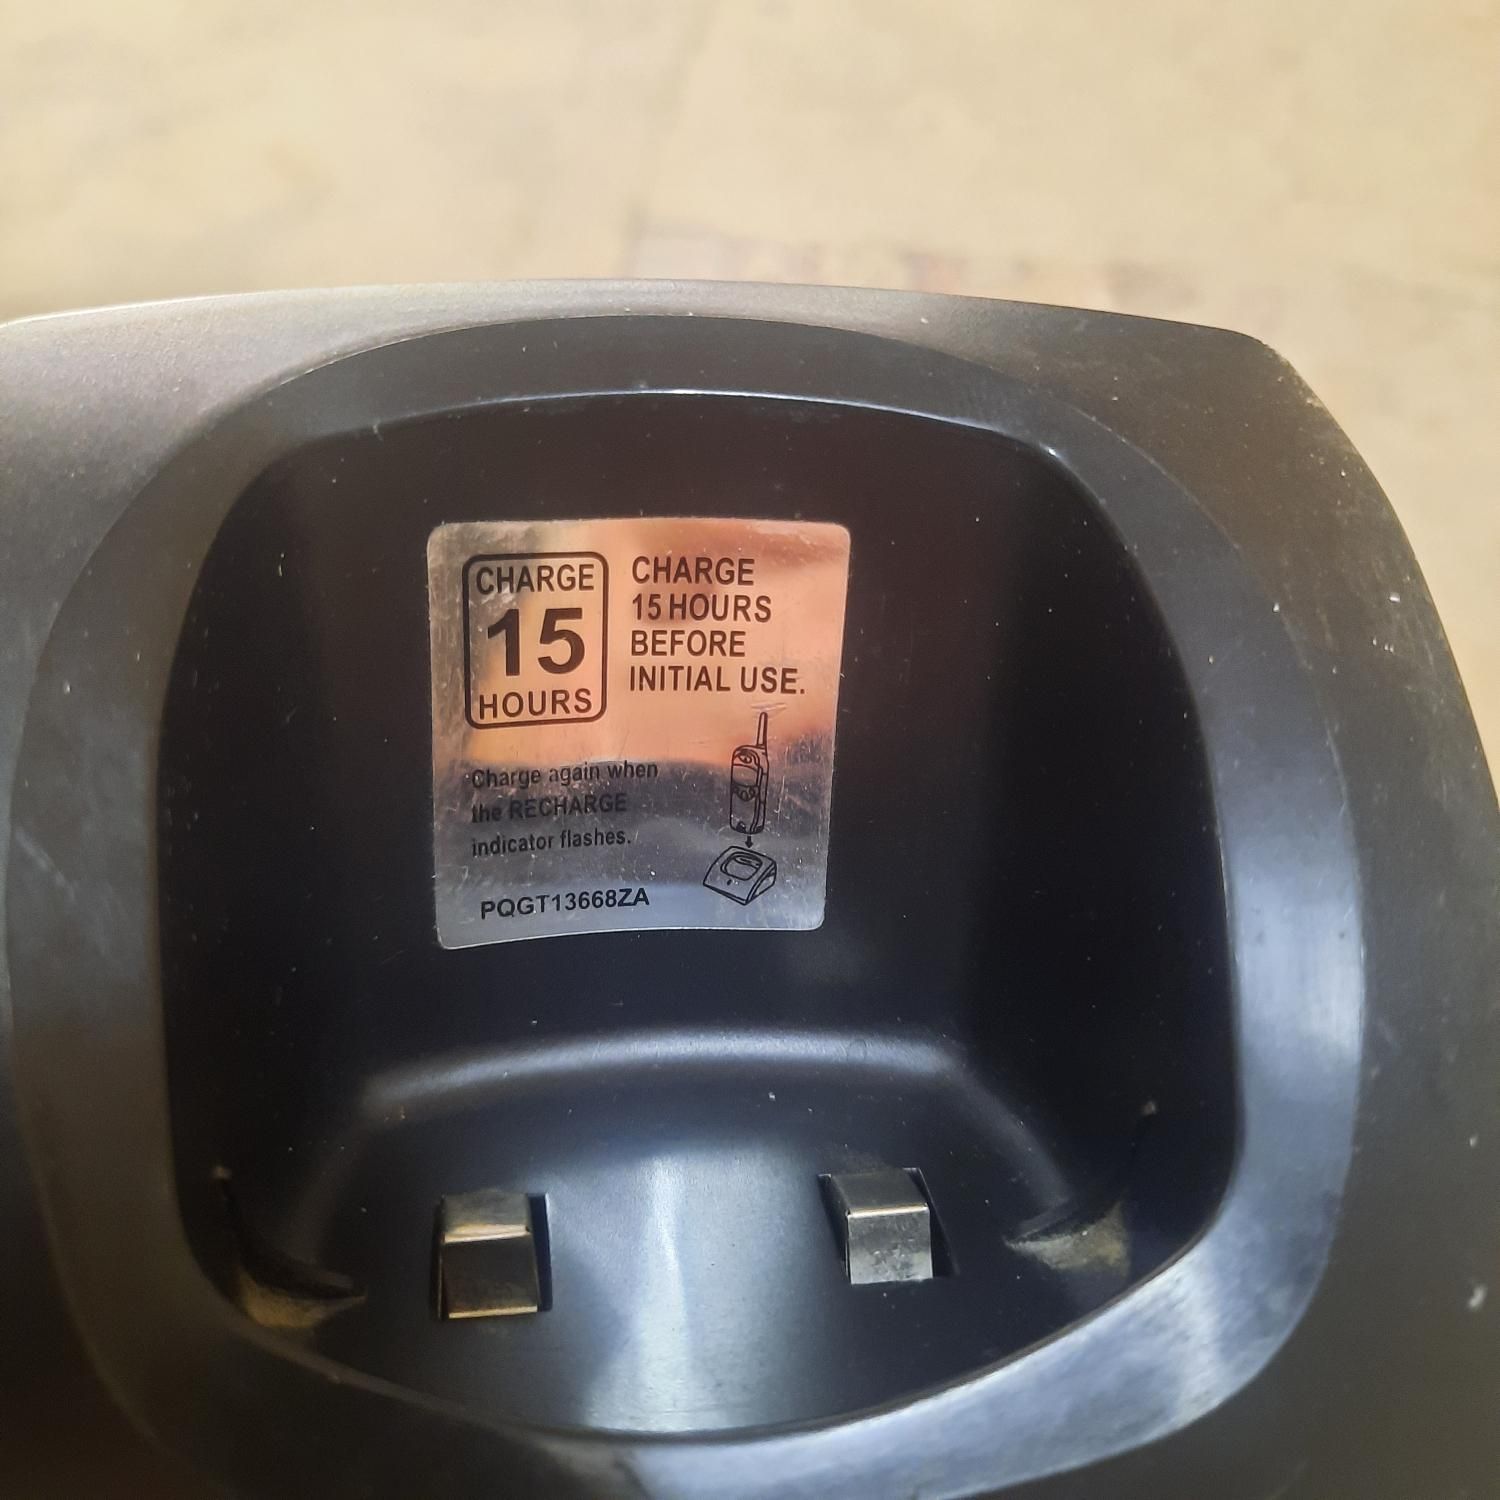 CHARGE
15
HOURS
CHARGE
15 HOURS
BEFORE
INITIAL USE.
Charge again when
the RECHARGE
indicator flashes.
PQGT13668ZA